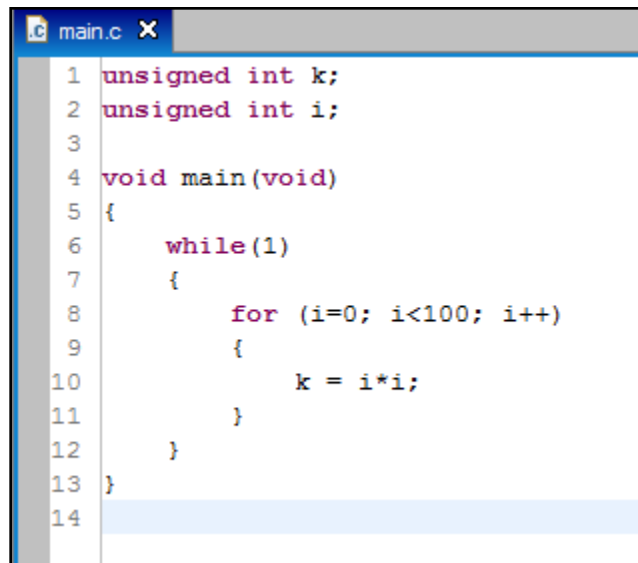 .c main.c X
1 unsigned int k;
2 unsigned int i;
3
4 void main(void)
5 {
6     while(1)
7     {
8         for (i=0; i<100; i++)
9         {
10             k = i*i;
11         }
12     }
13 }
14